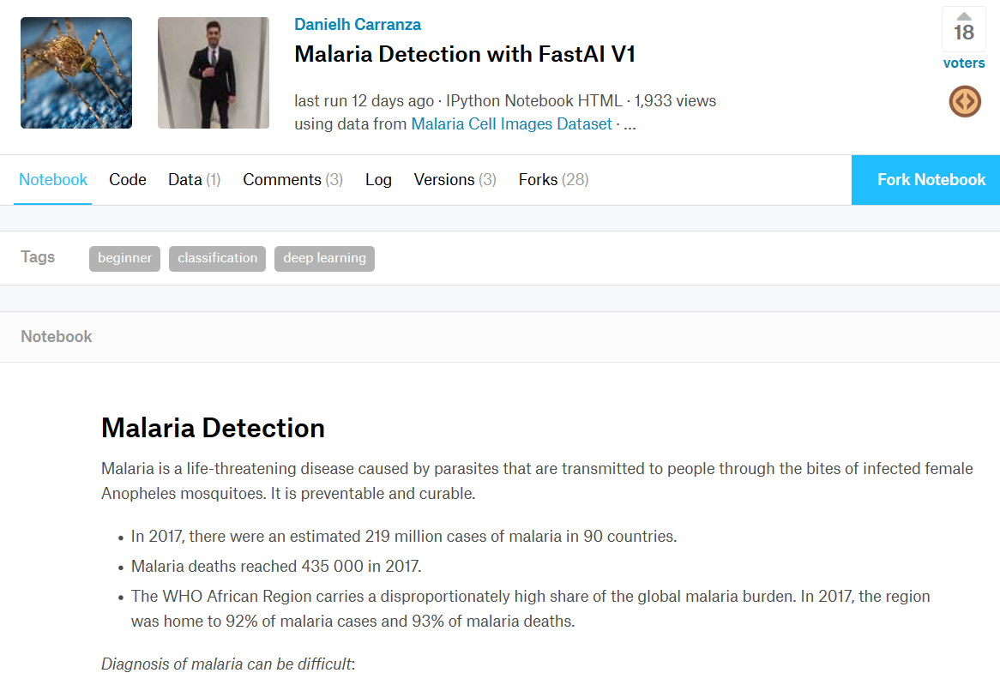 Danielh Carranza
Malaria Detection with FastAI V1
last run 12 days ago · IPython Notebook HTML · 1,933 views
using data from Malaria Cell Images Dataset · ...
18
voters
Notebook Code Data (1) Comments (3) Log Versions (3) Forks (28)
Fork Notebook
Tags beginner classification deep learning
Notebook
Malaria Detection
Malaria is a life-threatening disease caused by parasites that are transmitted to people through the bites of infected female
Anopheles mosquitoes. It is preventable and curable.
• In 2017, there were an estimated 219 million cases of malaria in 90 countries.
• Malaria deaths reached 435 000 in 2017.
• The WHO African Region carries a disproportionately high share of the global malaria burden. In 2017, the region
was home to 92% of malaria cases and 93% of malaria deaths.
Diagnosis of malaria can be difficult: